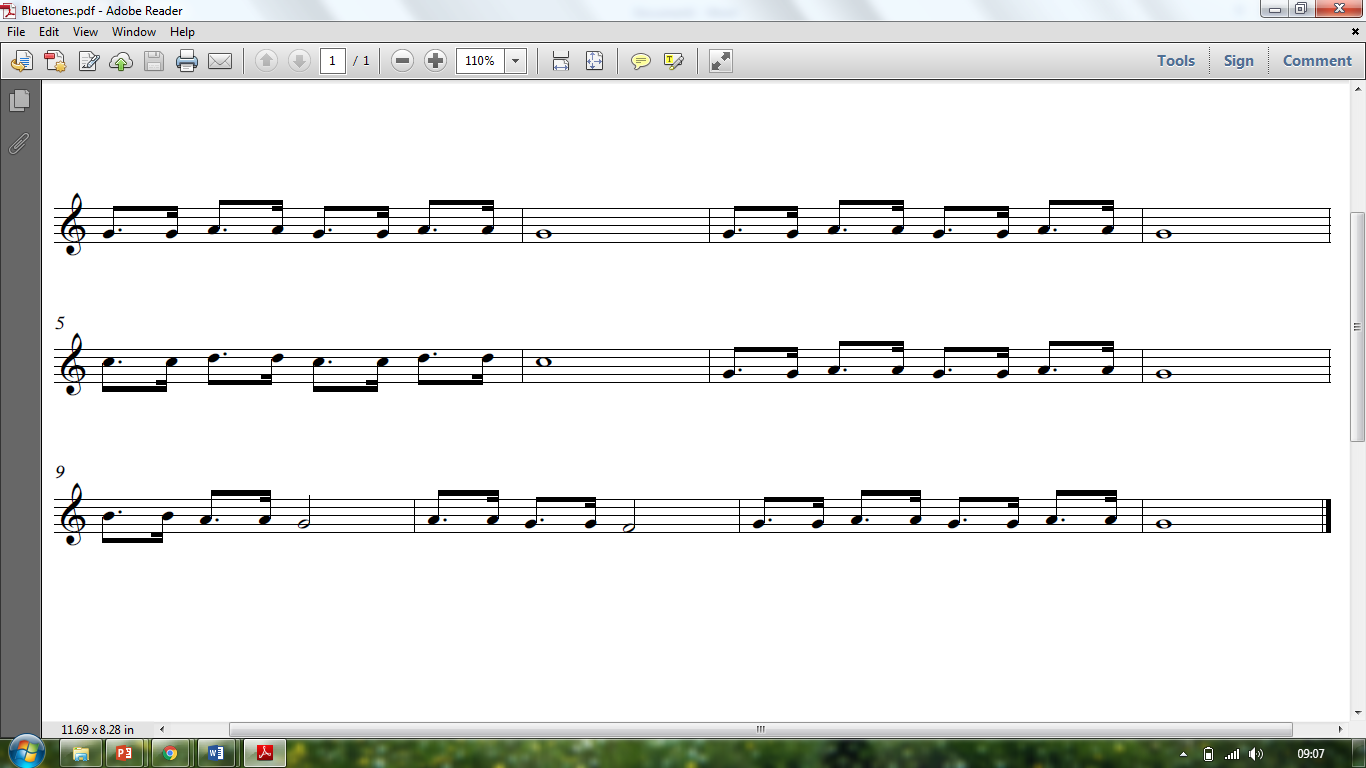 Bluetones.pdf - Adobe Reader
File Edit View Window Help
1 / 1 110% Tools Sign Comment
5
9
11.69 x 8.28 in
09:07